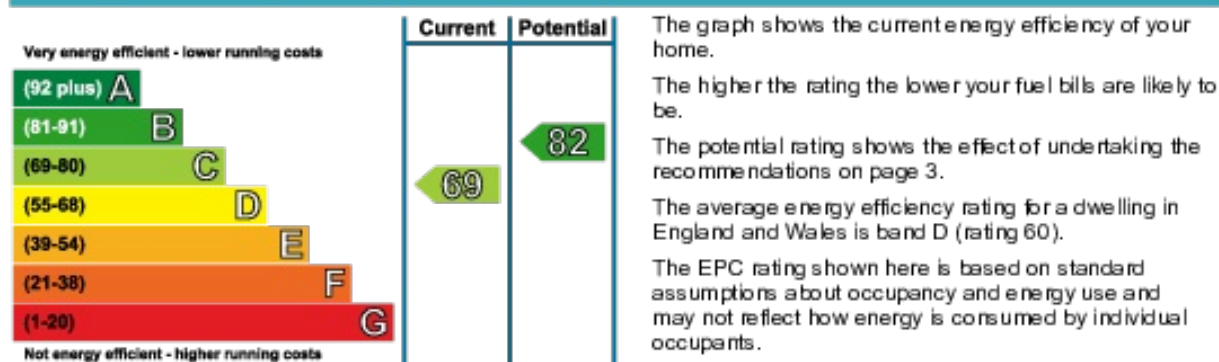 Current Potential
Very energy efficient - lower running costs
(92 plus) A
(81-91) B
(69-80) C
(55-68) D
(39-54) E
(21-38) F
(1-20) G
Not energy efficient - higher running costs
69
82
The graph shows the current energy efficiency of your
home.
The higher the rating the lower your fuel bills are likely to
be.
The potential rating shows the effect of undertaking the
recommendations on page 3.
The average energy efficiency rating for a dwelling in
England and Wales is band D (rating 60).
The EPC rating shown here is based on standard
assumptions about occupancy and energy use and
may not reflect how energy is consumed by individual
occupants.